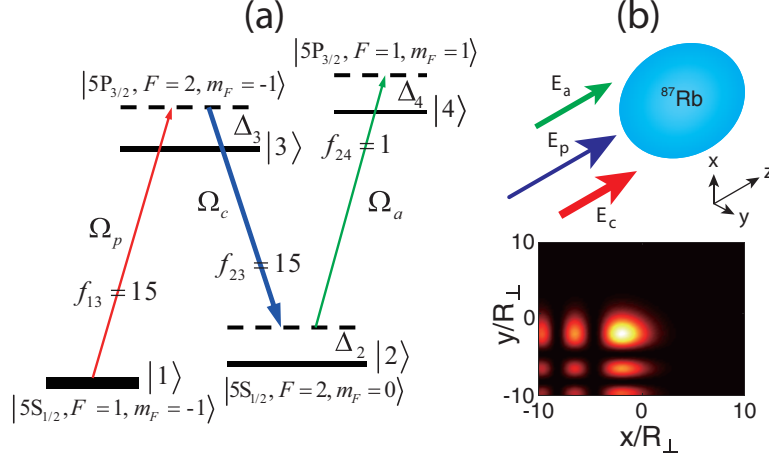 (a)
|5P3/2, F = 2, mF = -1⟩
|5P3/2, F = 1, mF = 1⟩
Δ3
|3⟩
Δ4
|4⟩
f24 = 1
Ωp
Ωc
Ωa
f13 = 15
f23 = 15
Δ2
|1⟩
|2⟩
|5S1/2, F = 1, mF = -1⟩
|5S1/2, F = 2, mF = 0⟩
(b)
Ea
87Rb
Ep
Ec
x
z
y
10
0
-10
y/R⊥
-10
0
10
x/R⊥